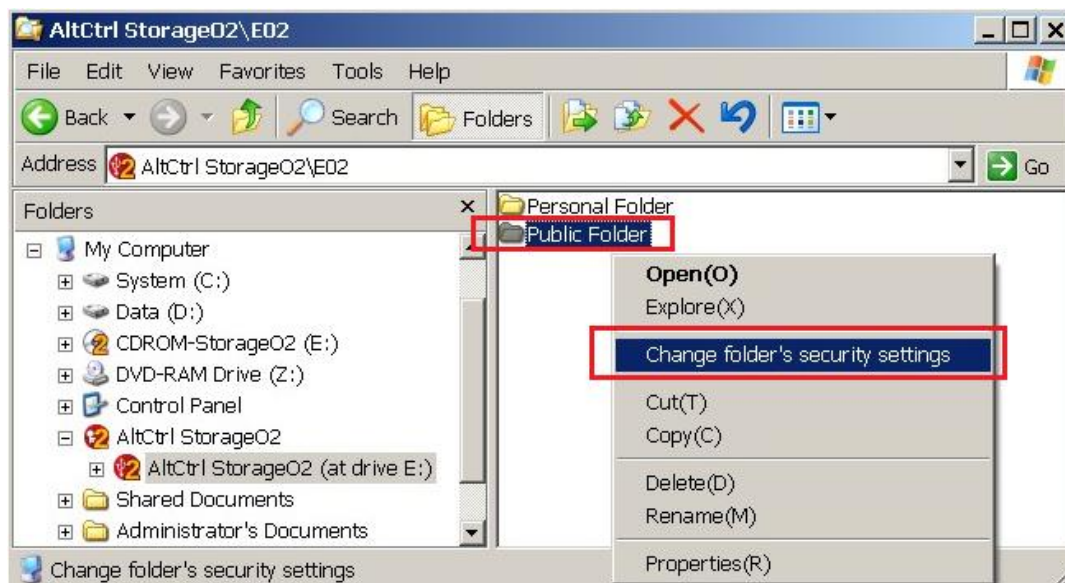 AltCtrl StorageO2\E02
File Edit View Favorites Tools Help
Back Search Folders
Address AltCtrl StorageO2\E02 Go
Folders
My Computer
System (C:)
Data (D:)
CDROM-StorageO2 (E:)
DVD-RAM Drive (Z:)
Control Panel
AltCtrl StorageO2
AltCtrl StorageO2 (at drive E:)
Shared Documents
Administrator's Documents
Personal Folder
Public Folder
Open(O)
Explore(X)
Change folder's security settings
Cut(T)
Copy(C)
Delete(D)
Rename(M)
Properties(R)
Change folder's security settings